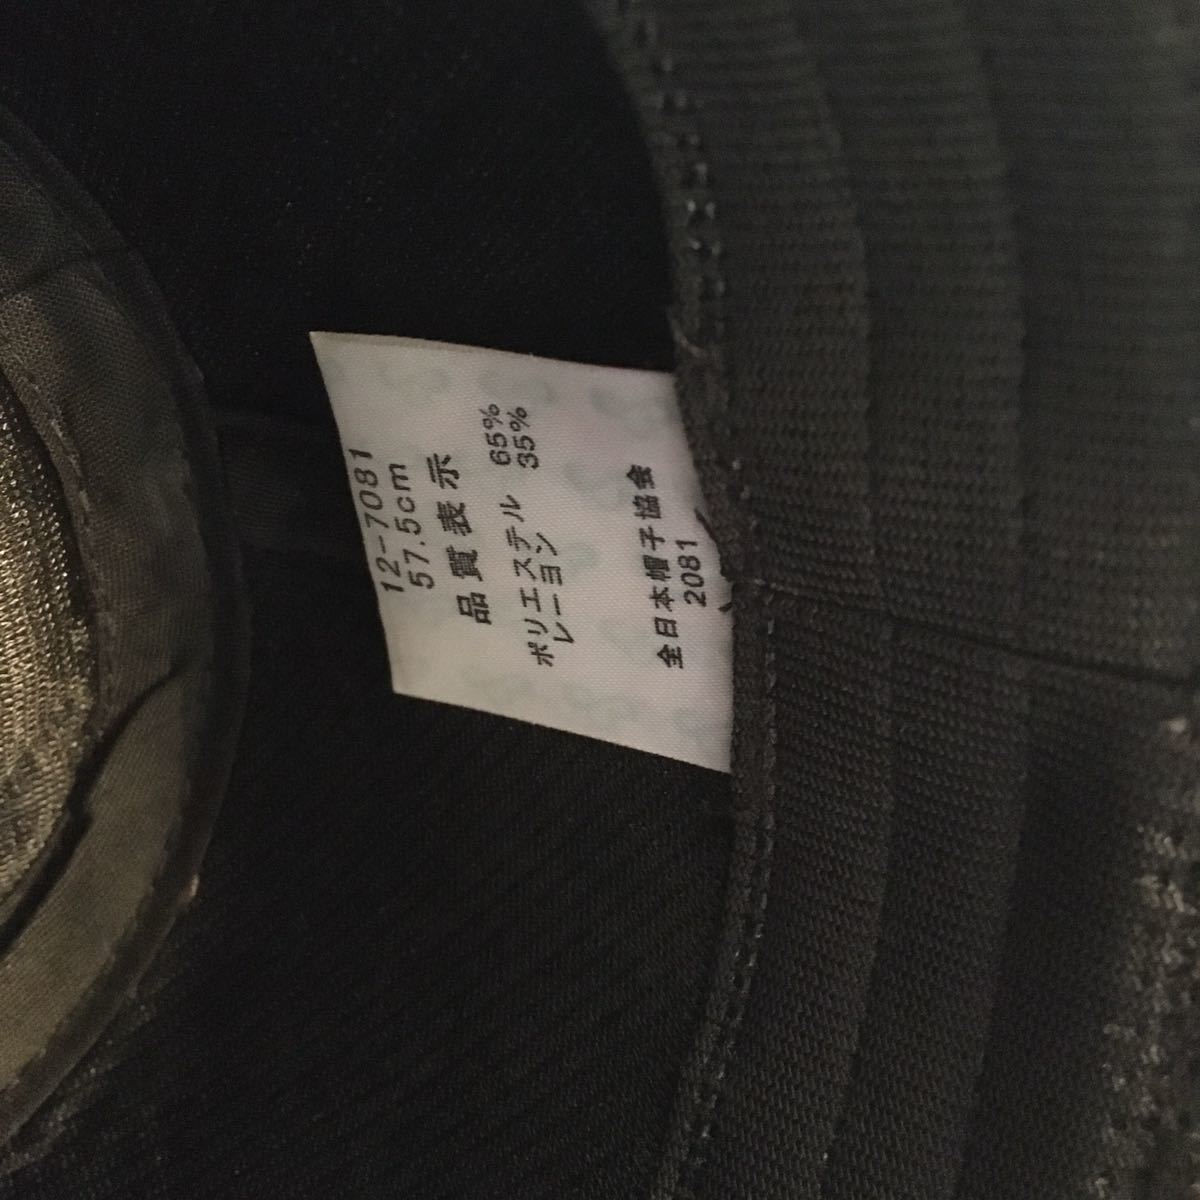 12-7081
57.5cm
品質表示
ポリエステル 65%
レーヨン 35%
全日本帽子協会
2081